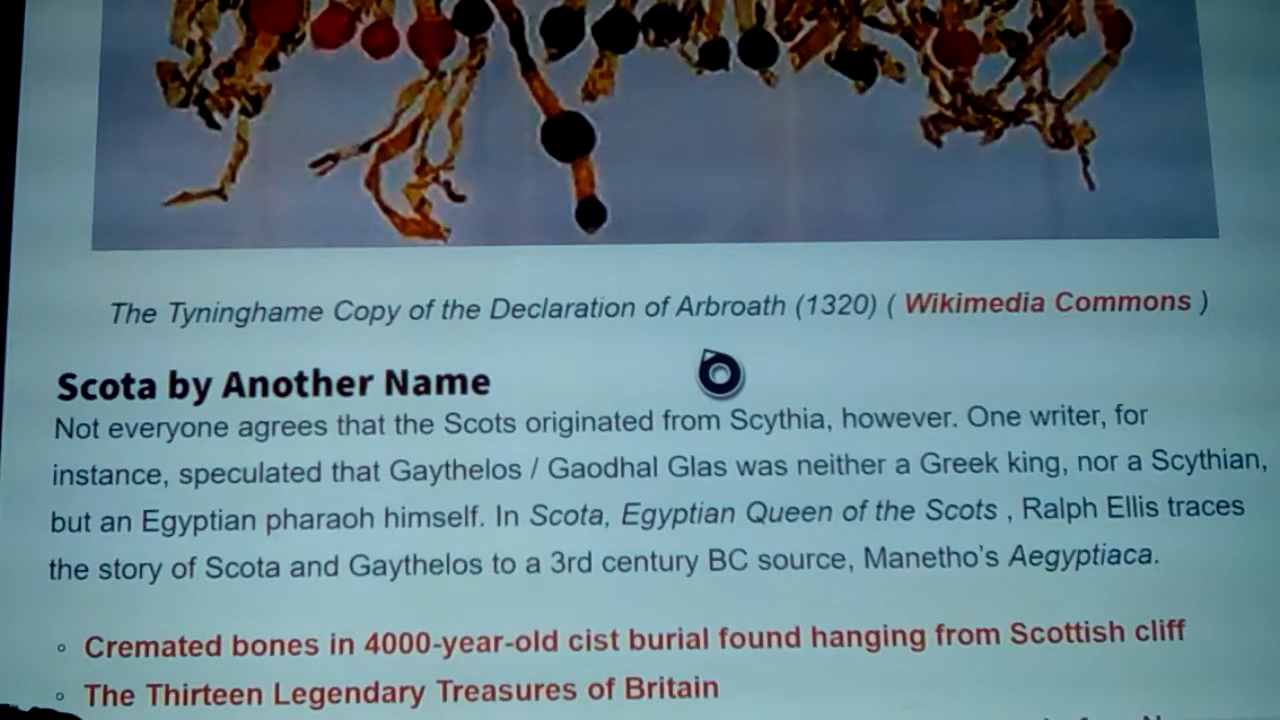 The Tyninghame Copy of the Declaration of Arbroath (1320) ( Wikimedia Commons )
Scota by Another Name
Not everyone agrees that the Scots originated from Scythia, however. One writer, for
instance, speculated that Gaythelos / Gaodhal Glas was neither a Greek king, nor a Scythian,
but an Egyptian pharaoh himself. In Scota, Egyptian Queen of the Scots , Ralph Ellis traces
the story of Scota and Gaythelos to a 3rd century BC source, Manetho's Aegyptiaca.
◦ Cremated bones in 4000-year-old cist burial found hanging from Scottish cliff
◦ The Thirteen Legendary Treasures of Britain